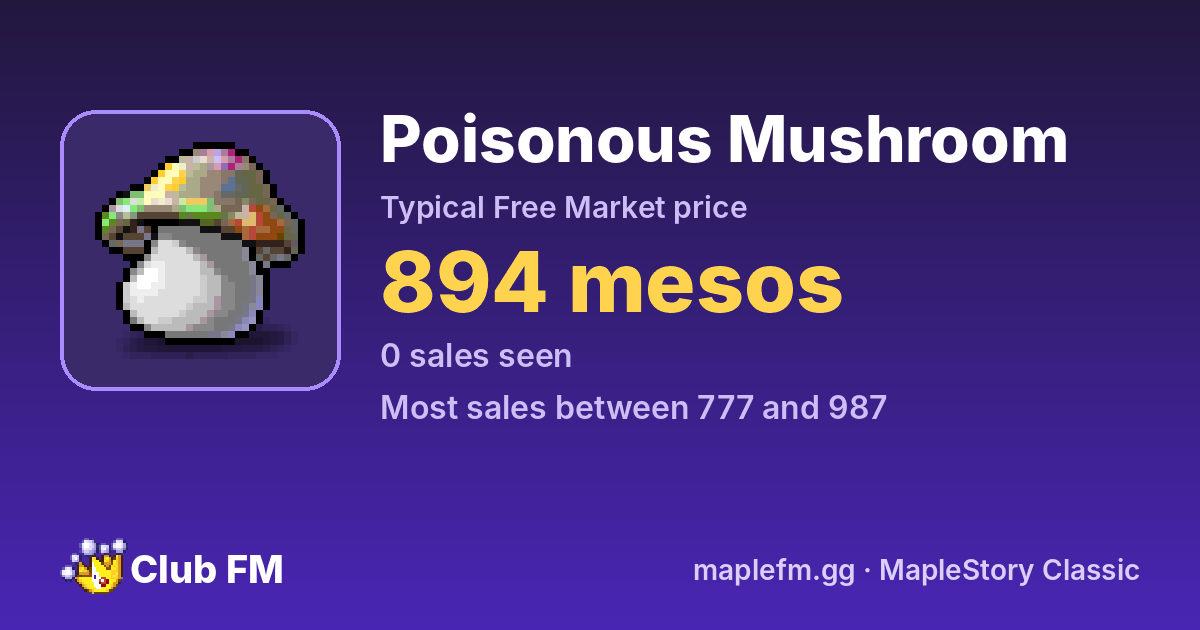 Poisonous Mushroom
Typical Free Market price
894 mesos
0 sales seen
Most sales between 777 and 987
Club FM
maplefm.gg · MapleStory Classic